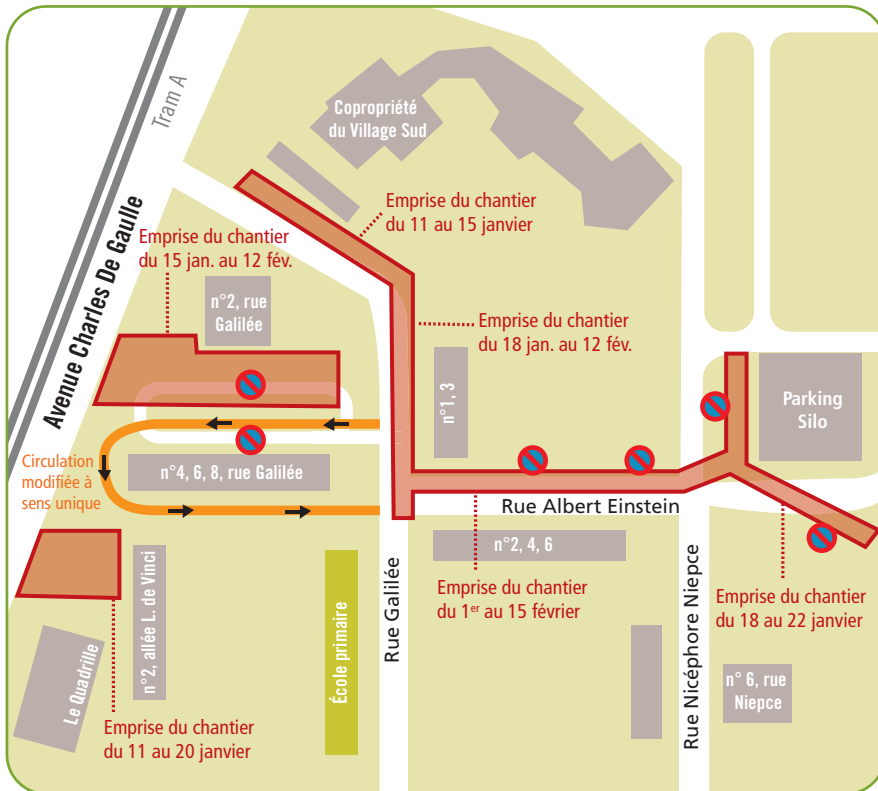 Tram A
Avenue Charles De Gaulle
Copropriété
du Village Sud
Emprise du chantier
du 11 au 15 janvier
Emprise du chantier
du 15 jan. au 12 fév.
n°2, rue
Galilée
Emprise du chantier
du 18 jan. au 12 fév.
n°1, 3
Parking
Silo
Circulation
modifiée à
sens unique
n°4, 6, 8, rue Galilée
Rue Albert Einstein
n°2, 4, 6
Emprise du chantier
du 1er au 15 février
Emprise du chantier
du 18 au 22 janvier
Rue Galilée
Rue Nicéphore Niepce
École primaire
n°2, allée L. de Vinci
Le Quadrille
n° 6, rue
Niepce
Emprise du chantier
du 11 au 20 janvier